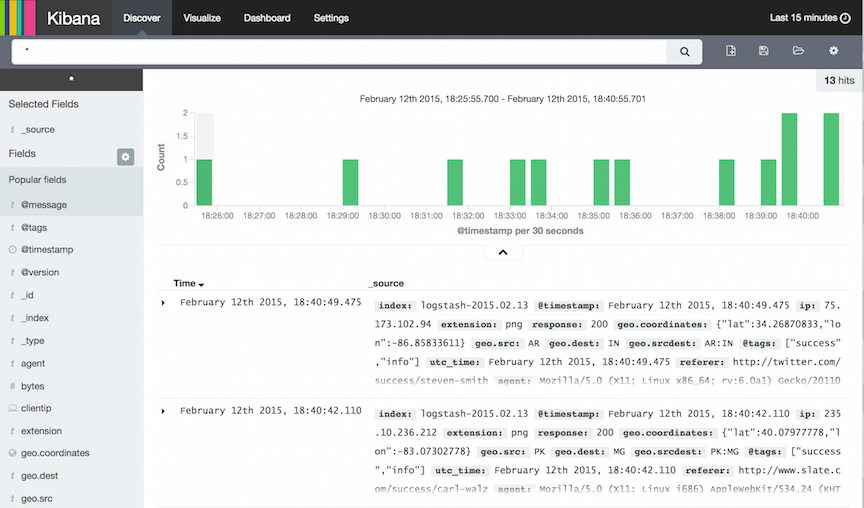 Kibana Discover Visualize Dashboard Settings Last 15 minutes
*
*
13 hits
Selected Fields
t _source
Fields
Popular fields
t @message
t @tags
@timestamp
t @version
t _id
t _index
t _type
t agent
# bytes
clientip
t extension
geo.coordinates
t geo.dest
t geo.src
February 12th 2015, 18:25:55.700 - February 12th 2015, 18:40:55.701
Count
2
1.5
1
0.5
0
18:26:00 18:27:00 18:28:00 18:29:00 18:30:00 18:31:00 18:32:00 18:33:00 18:34:00 18:35:00 18:36:00 18:37:00 18:38:00 18:39:00 18:40:00
@timestamp per 30 seconds
Time _source
February 12th 2015, 18:40:49.475
index: logstash-2015.02.13 @timestamp: February 12th 2015, 18:40:49.475 ip: 75.
173.102.94 extension: png response: 200 geo.coordinates: {"lat":34.26870833,"lo
n":-86.85833611} geo.src: AR geo.dest: IN geo.srcdest: AR:IN @tags: ["success"
,"info"] utc_time: February 12th 2015, 18:40:49.475 referer: http://twitter.com/
success/steven-smith agent: Mozilla/5.0 (X11; Linux x86_64; rv:6.0a1) Gecko/20110
February 12th 2015, 18:40:42.110
index: logstash-2015.02.13 @timestamp: February 12th 2015, 18:40:42.110 ip: 235
.10.236.212 extension: png response: 200 geo.coordinates: {"lat":40.07977778,"l
on":-83.07302778} geo.src: PK geo.dest: MG geo.srcdest: PK:MG @tags: ["success
","info"] utc_time: February 12th 2015, 18:40:42.110 referer: http://www.slate.c
om/success/carl-walz agent: Mozilla/5.0 (X11; Linux i686) AppleWebKit/534.24 (KHT